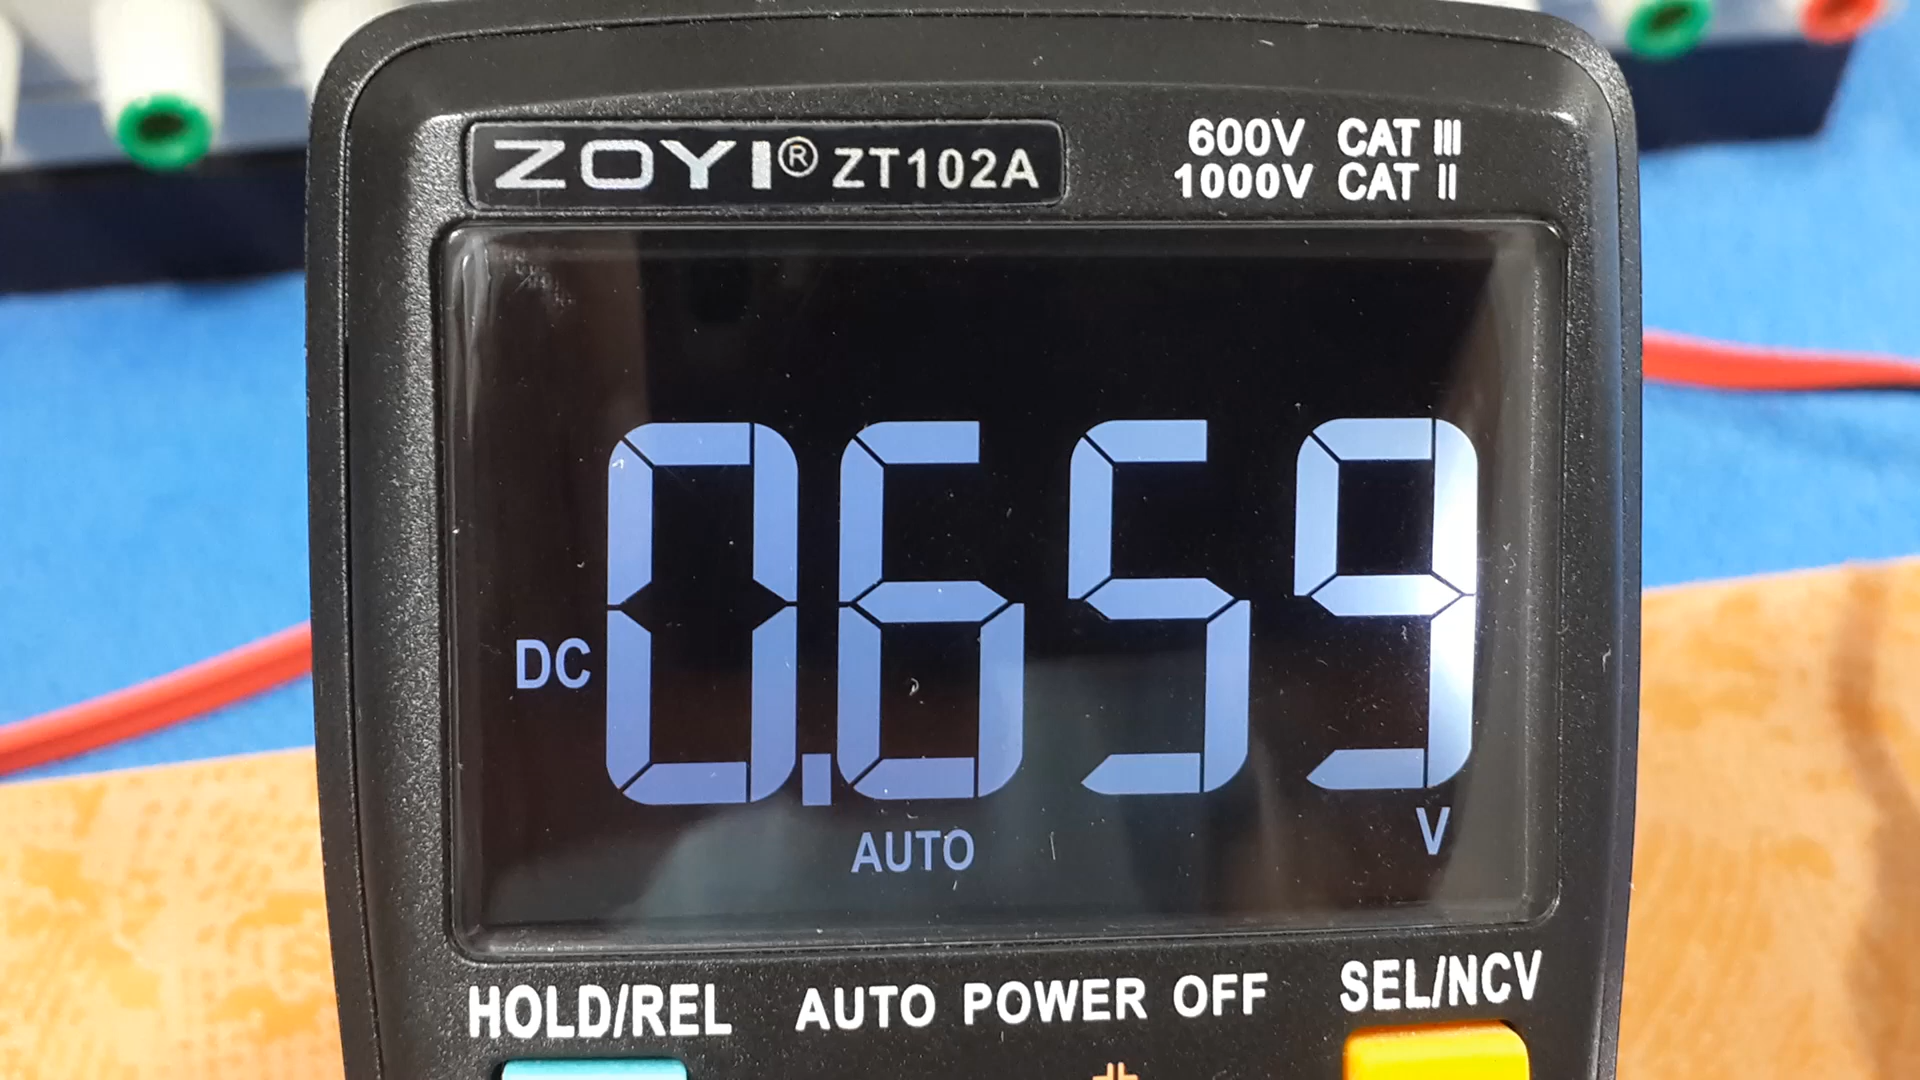 ZOYI® ZT102A
600V CAT III
1000V CAT II
DC 0.659 V
AUTO
HOLD/REL AUTO POWER OFF SEL/NCV